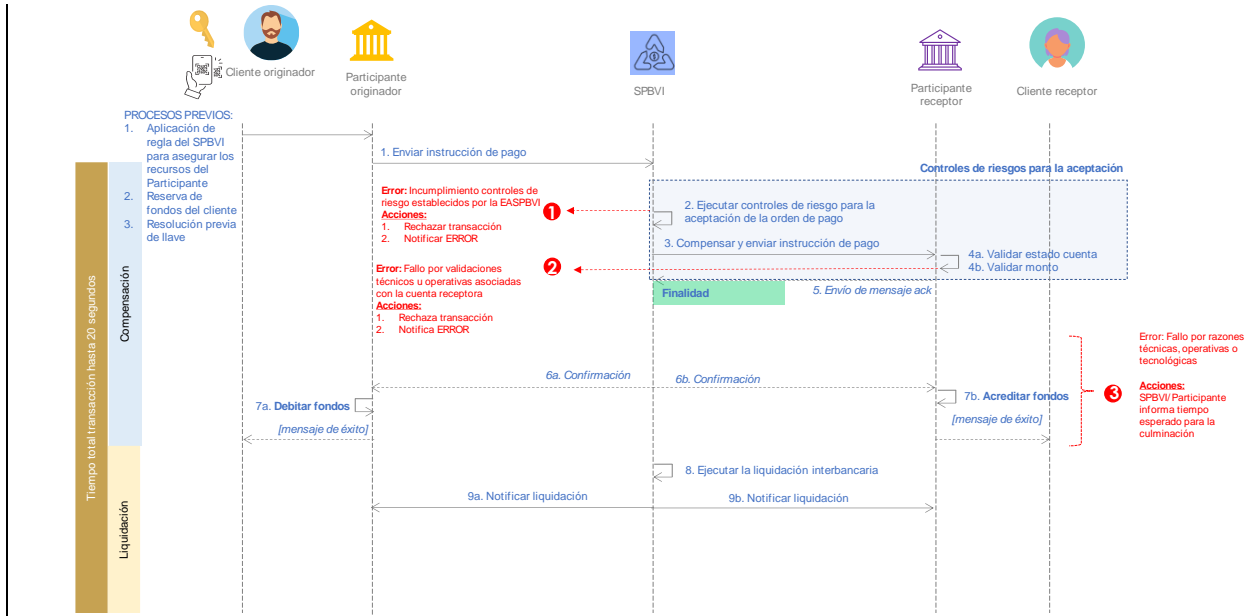 Cliente originador
Participante
originador
SPBVI
Participante
receptor
Cliente receptor
PROCESOS PREVIOS:
1. Aplicación de
regla del SPBVI
para asegurar los
recursos del
Participante
2. Reserva de
fondos del cliente
3. Resolución previa
de llave
Tiempo total transacción hasta 20 segundos
Compensación
Liquidación
1. Enviar instrucción de pago
Controles de riesgos para la aceptación
Error: Incumplimiento controles de
riesgo establecidos por la EASPBVI
Acciones:
1. Rechazar transacción
2. Notificar ERROR
1
2. Ejecutar controles de riesgo para la
aceptación de la orden de pago
3. Compensar y enviar instrucción de pago
4a. Validar estado cuenta
4b. Validar monto
2
Error: Fallo por validaciones
técnicos u operativas asociadas
con la cuenta receptora
Acciones:
1. Rechaza transacción
2. Notifica ERROR
Finalidad
5. Envío de mensaje ack
6a. Confirmación
6b. Confirmación
7a. Debitar fondos
7b. Acreditar fondos
[mensaje de éxito]
[mensaje de éxito]
3
Error: Fallo por razones
técnicas, operativas o
tecnológicas
Acciones:
SPBVI/Participante
informa tiempo
esperado para la
culminación
8. Ejecutar la liquidación interbancaria
9a. Notificar liquidación
9b. Notificar liquidación